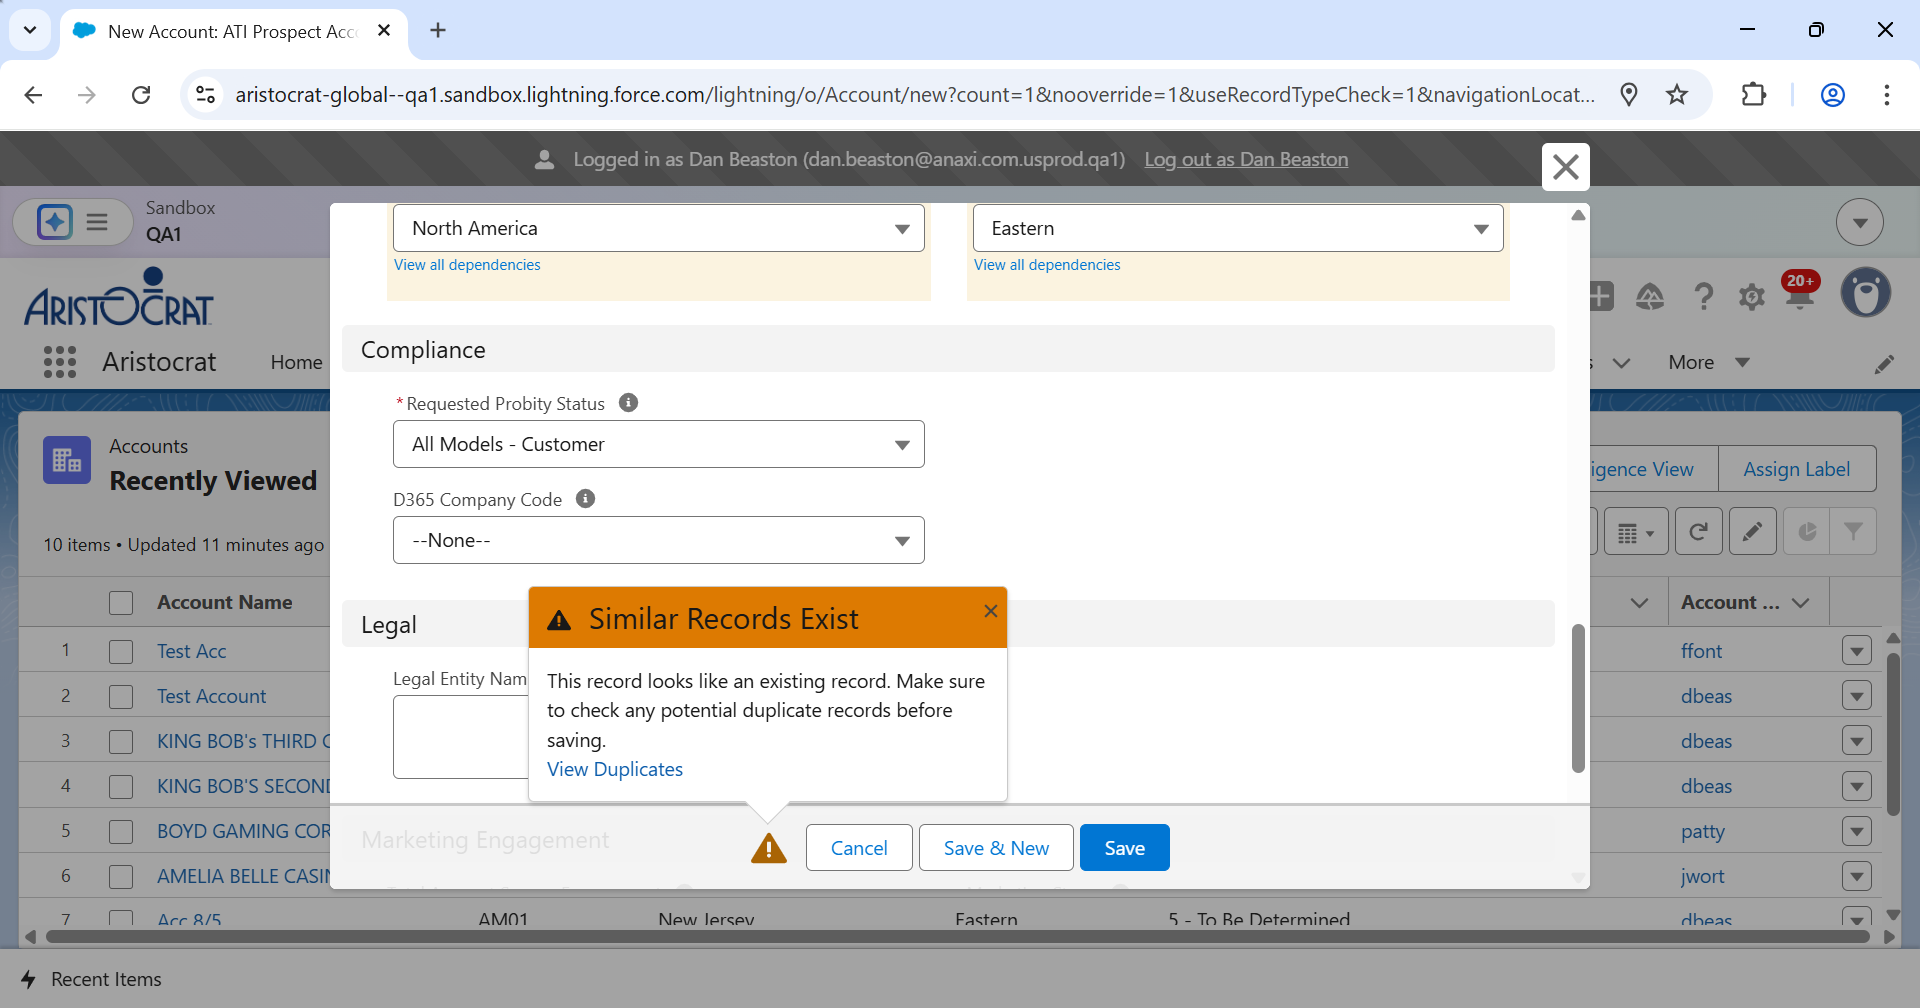 New Account: ATI Prospect Acc
aristocrat-global--qa1.sandbox.lightning.force.com/lightning/o/Account/new?count=1&nooverride=1&useRecordTypeCheck=1&navigationLocat...
Logged in as Dan Beaston (dan.beaston@anaxi.com.usprod.qa1) Log out as Dan Beaston
Sandbox
QA1
North America
Eastern
View all dependencies
View all dependencies
20+
ARISTOCRAT
Compliance
Aristocrat
Home
s
More
*Requested Probity Status
All Models - Customer
Accounts
Recently Viewed
igence View
Assign Label
D365 Company Code
--None--
10 items • Updated 11 minutes ago
Account Name
Account ...
Similar Records Exist
This record looks like an existing record. Make sure
to check any potential duplicate records before
saving.
View Duplicates
Legal
Legal Entity Nam
1 Test Acc ffont
2 Test Account dbeas
3 KING BOB's THIRD dbeas
4 KING BOB'S SECOND dbeas
5 BOYD GAMING COR patty
6 AMELIA BELLE CASIN jwort
7 Acc 8/5 AM01 New Jersey Eastern 5 - To Be Determined dbeas
Marketing Engagement
Cancel
Save & New
Save
Recent Items